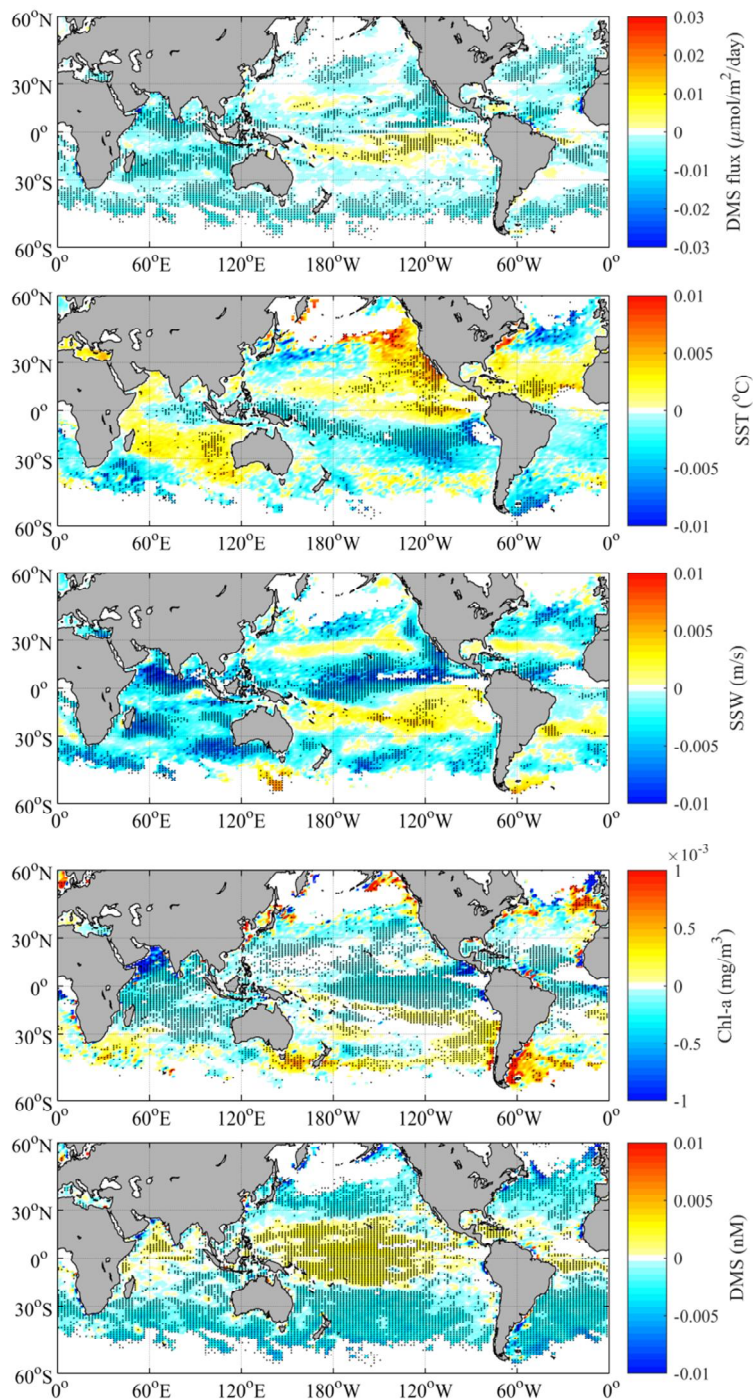 60°N
30°N
0°
30°S
60°S
0° 60°E 120°E 180°W 120°W 60°W 0°
0.03
0.02
0.01
0
-0.01
-0.02
-0.03
DMS flux (μmol/m²/day)
60°N
30°N
0°
30°S
60°S
0° 60°E 120°E 180°W 120°W 60°W 0°
0.01
0.005
0
-0.005
-0.01
SST (°C)
60°N
30°N
0°
30°S
60°S
0° 60°E 120°E 180°W 120°W 60°W 0°
0.01
0.005
0
-0.005
-0.01
SSW (m/s)
60°N
30°N
0°
30°S
60°S
0° 60°E 120°E 180°W 120°W 60°W 0°
×10⁻³
1
0.5
0
-0.5
-1
Chl-a (mg/m³)
60°N
30°N
0°
30°S
60°S
0° 60°E 120°E 180°W 120°W 60°W 0°
0.01
0.005
0
-0.005
-0.01
DMS (nM)